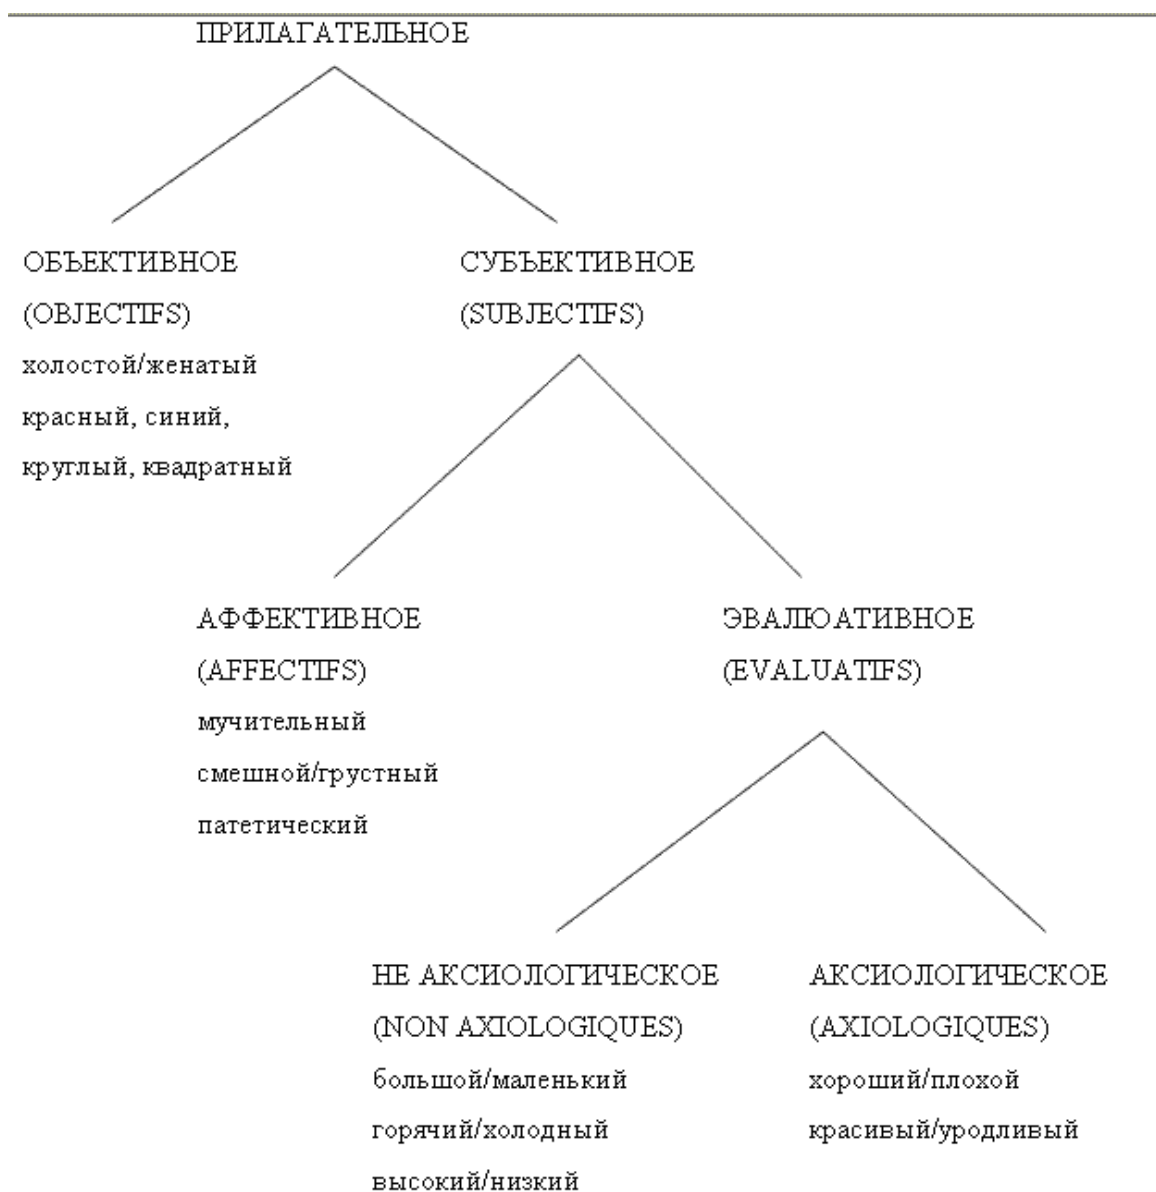 ПРИЛАГАТЕЛЬНОЕ
ОБЪЕКТИВНОЕ
(OBJECTIFS)
холостой/женатый
красный, синий,
круглый, квадратный
СУБЪЕКТИВНОЕ
(SUBJECTIFS)
АФФЕКТИВНОЕ
(AFFECTIFS)
мучительный
смешной/грустный
патетический
ЭВАЛЮАТИВНОЕ
(EVALUATIFS)
НЕ АКСИОЛОГИЧЕСКОЕ
(NON AXIOLOGIQUES)
большой/маленький
горячий/холодный
высокий/низкий
АКСИОЛОГИЧЕСКОЕ
(AXIOLOGIQUES)
хороший/плохой
красивый/уродливый